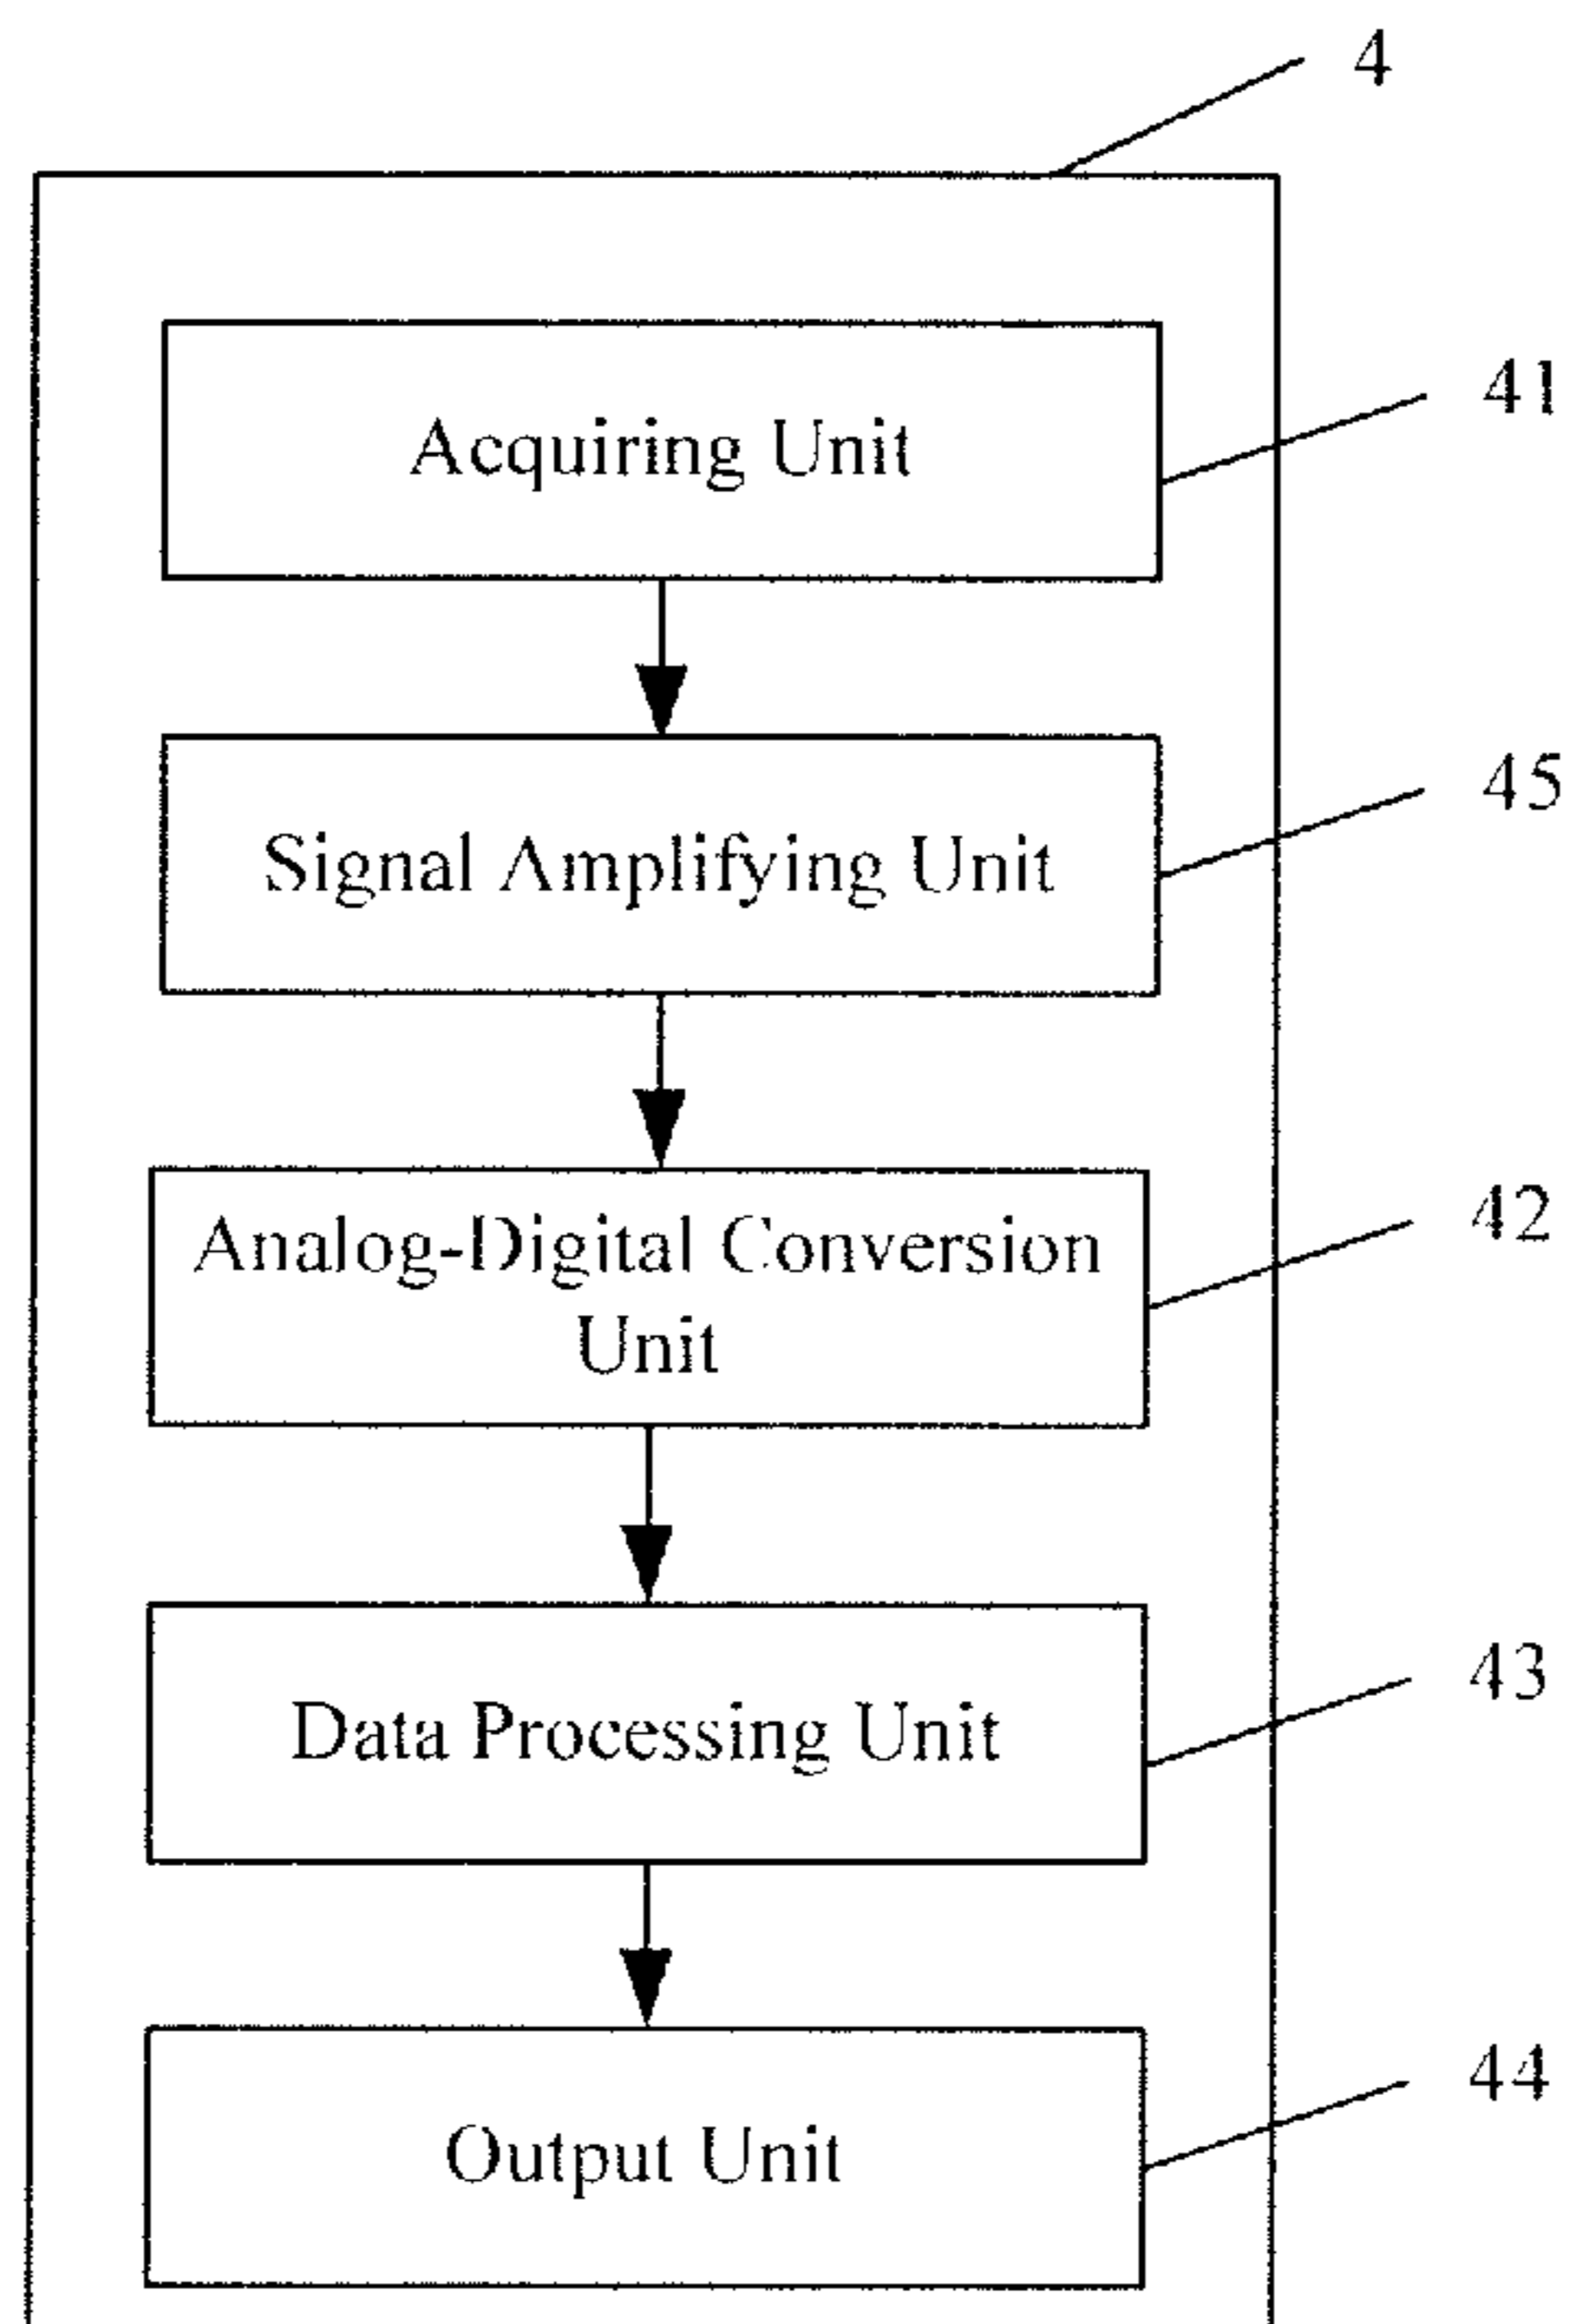 4
Acquiring Unit
41
Signal Amplifying Unit
45
Analog-Digital Conversion
Unit
42
Data Processing Unit
43
Output Unit
44